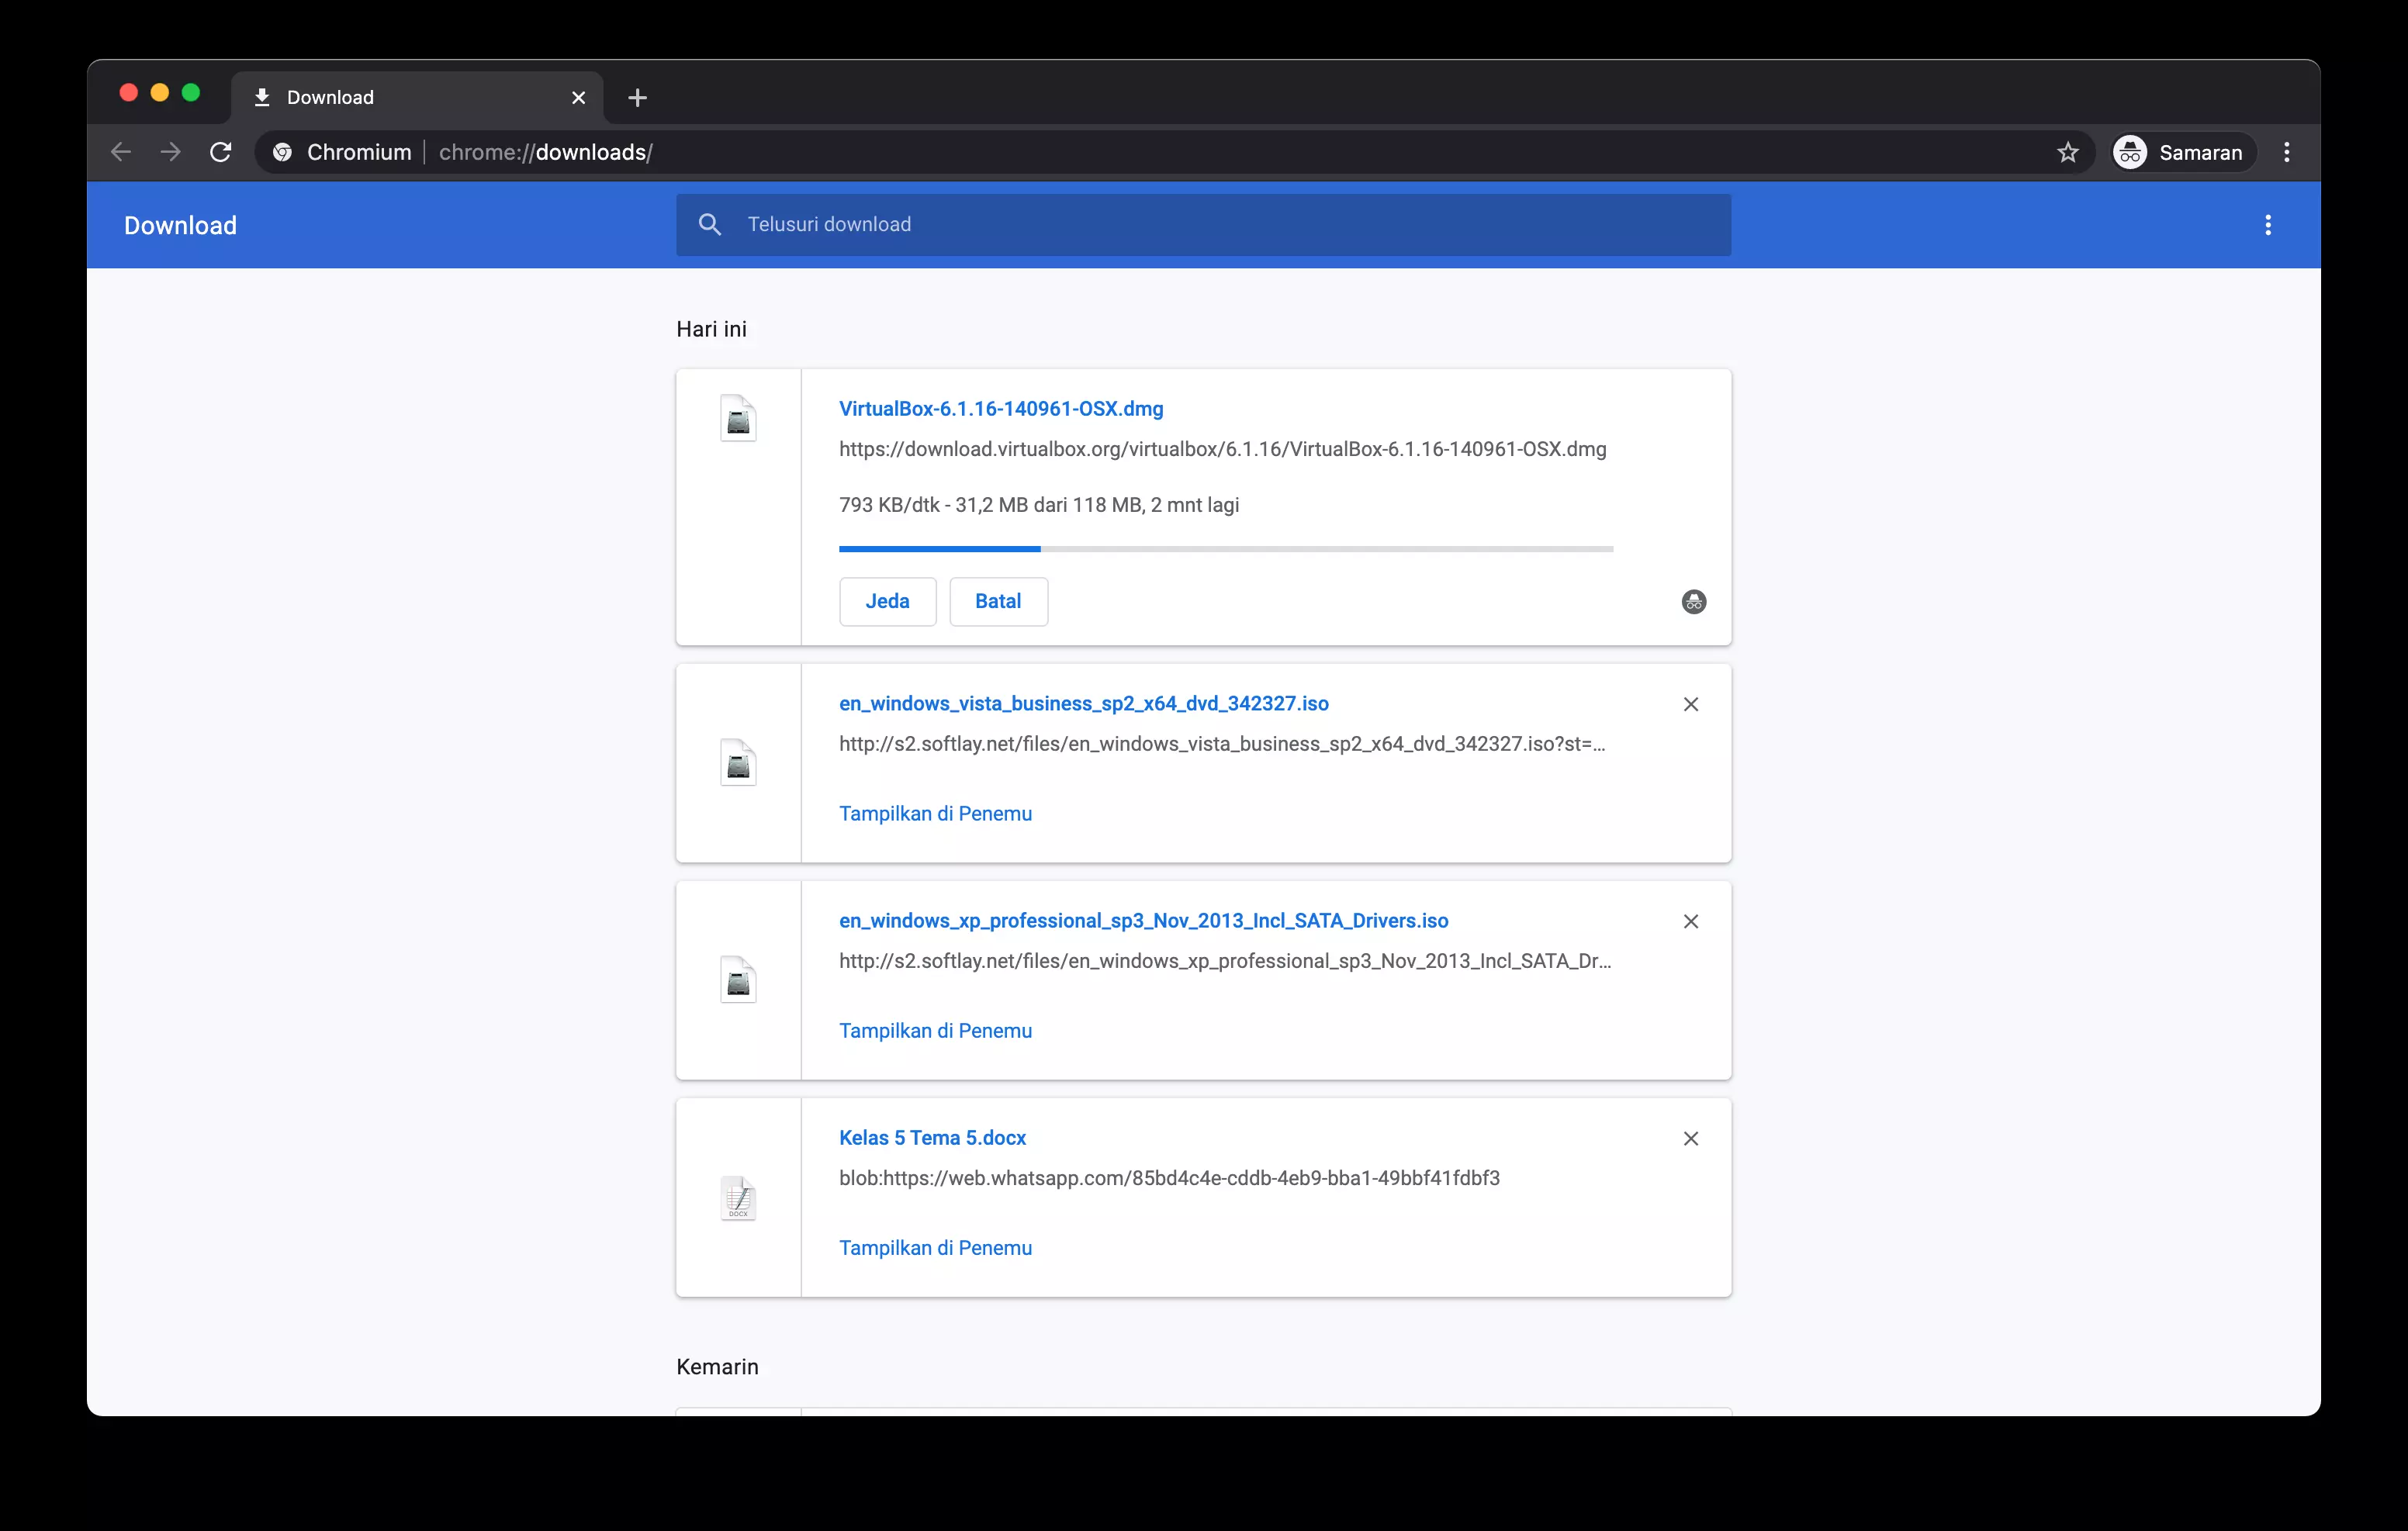 Download
Chromium | chrome://downloads/
Samaran
Download
Telusuri download
Hari ini
VirtualBox-6.1.16-140961-OSX.dmg
https://download.virtualbox.org/virtualbox/6.1.16/VirtualBox-6.1.16-140961-OSX.dmg
793 KB/dtk - 31,2 MB dari 118 MB, 2 mnt lagi
Jeda
Batal
en_windows_vista_business_sp2_x64_dvd_342327.iso
http://s2.softlay.net/files/en_windows_vista_business_sp2_x64_dvd_342327.iso?st=...
Tampilkan di Penemu
en_windows_xp_professional_sp3_Nov_2013_Incl_SATA_Drivers.iso
http://s2.softlay.net/files/en_windows_xp_professional_sp3_Nov_2013_Incl_SATA_Dr...
Tampilkan di Penemu
Kelas 5 Tema 5.docx
blob:https://web.whatsapp.com/85bd4c4e-cddb-4eb9-bba1-49bbf41fdbf3
DOCX
Tampilkan di Penemu
Kemarin